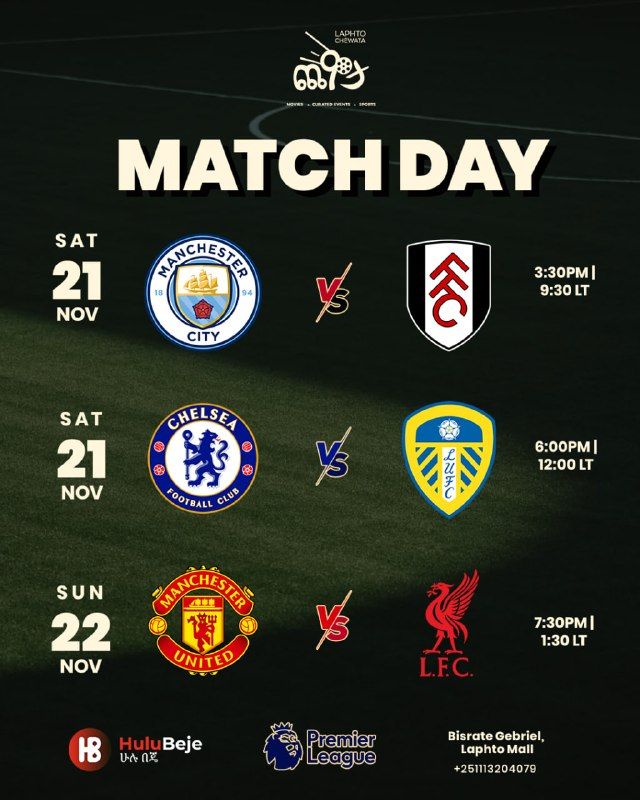 LAPHTO
CHEWATA
ጨዋታ
MOVIES • CURATED EVENTS • SPORTS
MATCH DAY
SAT
21
NOV
MANCHESTER
18 94
CITY
VS
FFC
3:30PM |
9:30 LT
SAT
21
NOV
CHELSEA
FOOTBALL CLUB
VS
LUFC
6:00PM |
12:00 LT
SUN
22
NOV
MANCHESTER
UNITED
VS
L.F.C.
7:30PM |
1:30 LT
HB
HuluBeje
ሁሉ በጄ
Premier
League
Bisrate Gebriel,
Laphto Mall
+251113204079